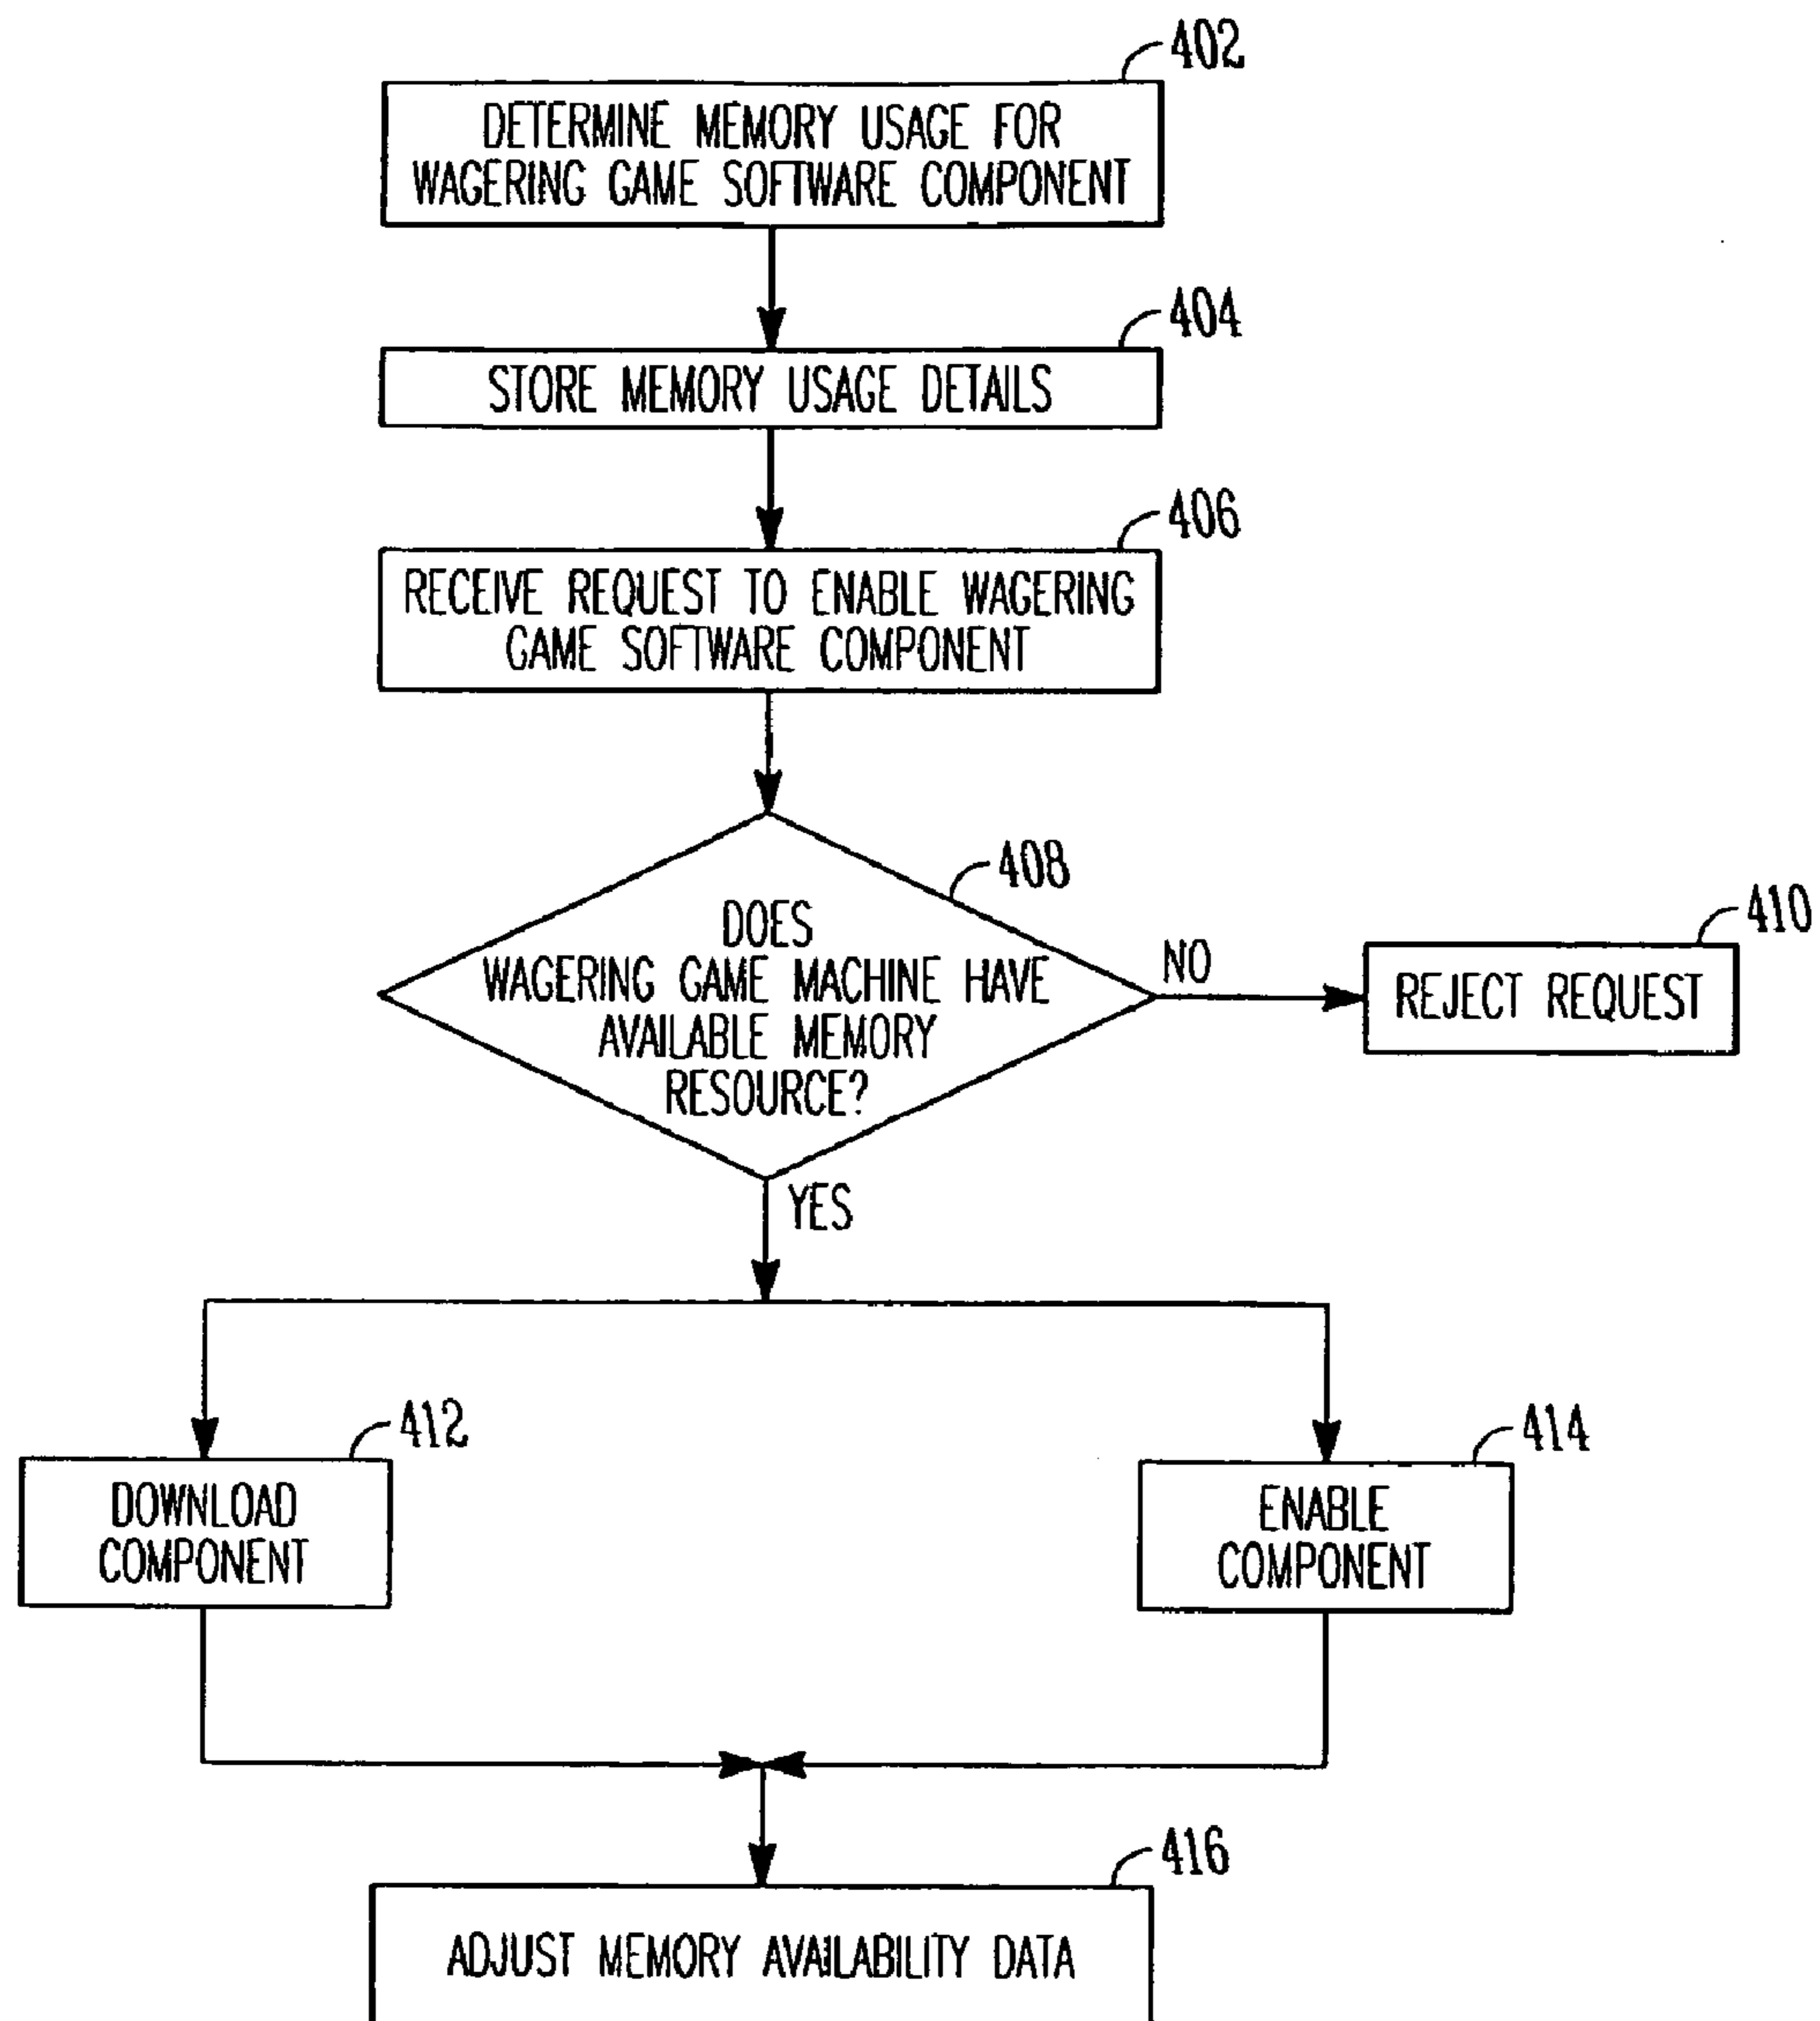 402
DETERMINE MEMORY USAGE FOR
WAGERING GAME SOFTWARE COMPONENT
404
STORE MEMORY USAGE DETAILS
406
RECEIVE REQUEST TO ENABLE WAGERING
GAME SOFTWARE COMPONENT
408
DOES
WAGERING GAME MACHINE HAVE
AVAILABLE MEMORY
RESOURCE?
NO
410
REJECT REQUEST
YES
412
DOWNLOAD
COMPONENT
414
ENABLE
COMPONENT
416
ADJUST MEMORY AVAILABILITY DATA